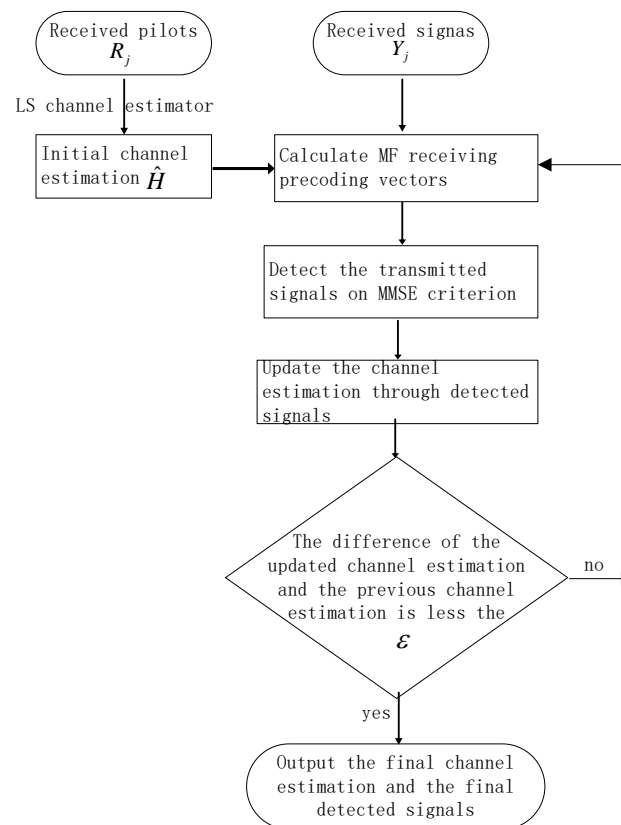 Received pilots
R_j
Received signas
Y_j
LS channel estimator
Initial channel
estimation Ĥ
Calculate MF receiving
precoding vectors
Detect the transmitted
signals on MMSE criterion
Update the channel
estimation through detected
signals
The difference of the
updated channel estimation
and the previous channel
estimation is less the
ε
no
yes
Output the final channel
estimation and the final
detected signals